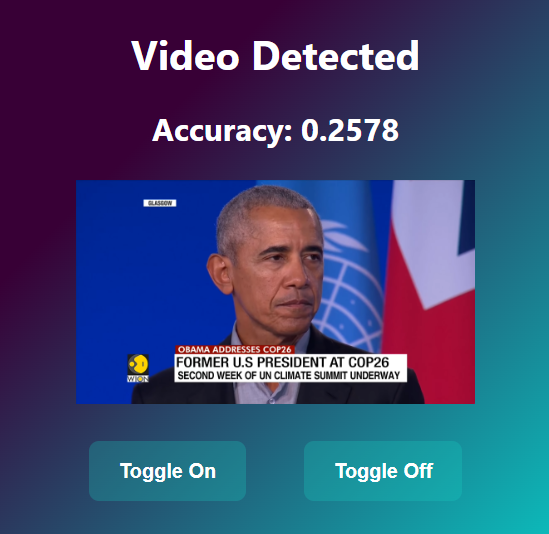 Video Detected
Accuracy: 0.2578
GLASGOW
OBAMA ADDRESSES COP26
FORMER U.S PRESIDENT AT COP26
SECOND WEEK OF UN CLIMATE SUMMIT UNDERWAY
WION
Toggle On
Toggle Off